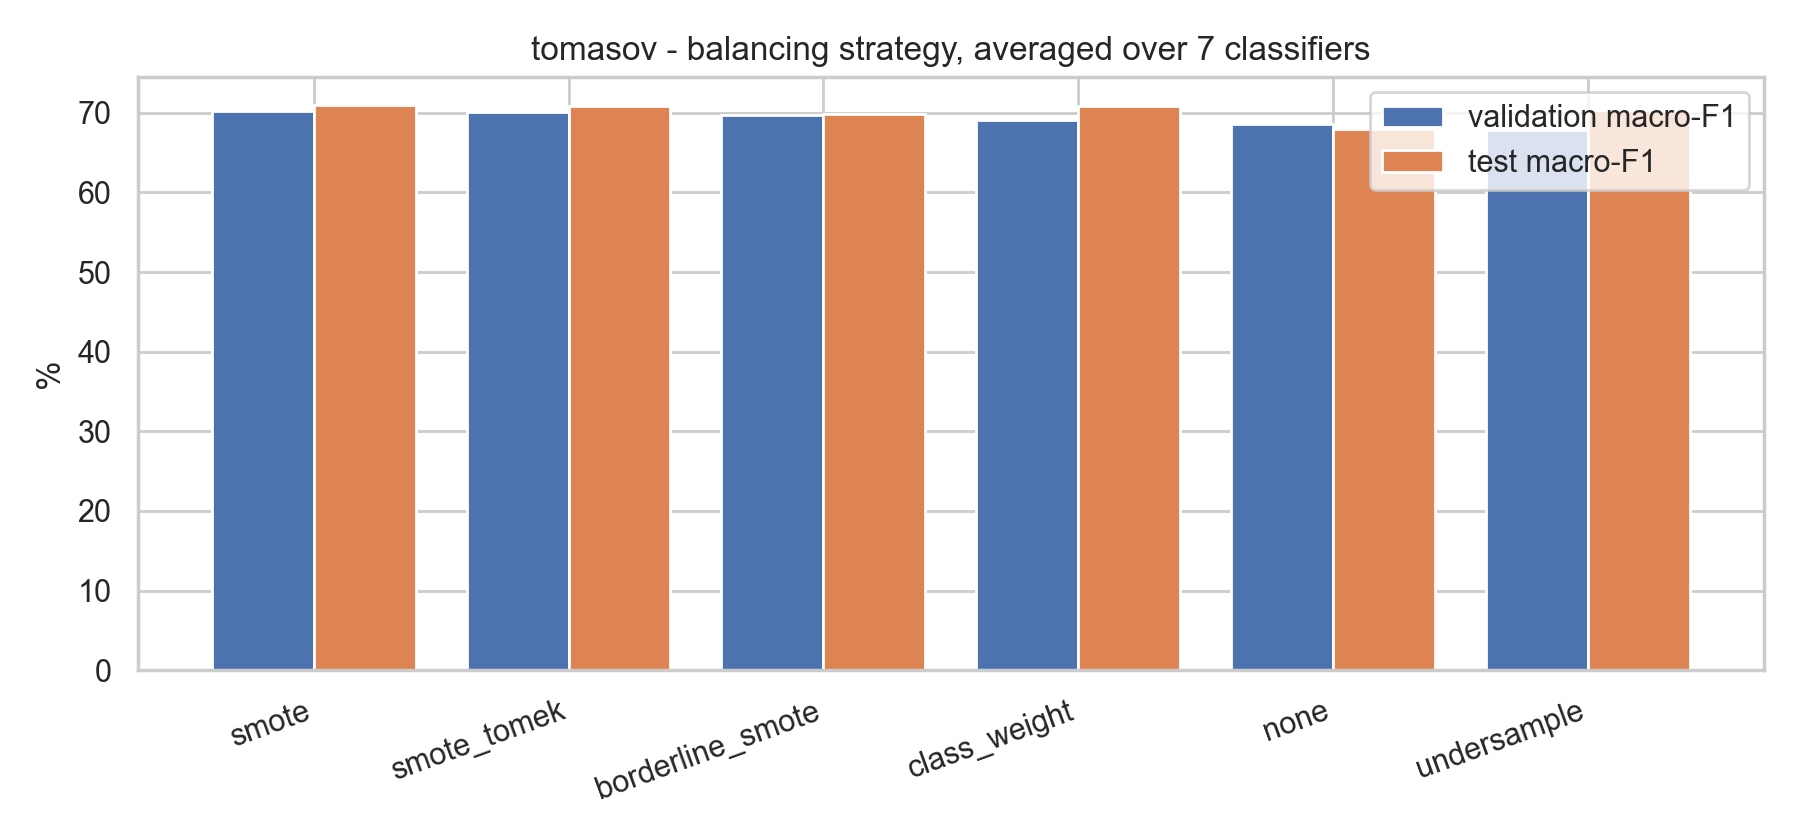 tomasov - balancing strategy, averaged over 7 classifiers
validation macro-F1
test macro-F1
%
70
60
50
40
30
20
10
0
smote
smote_tomek
borderline_smote
class_weight
none
undersample